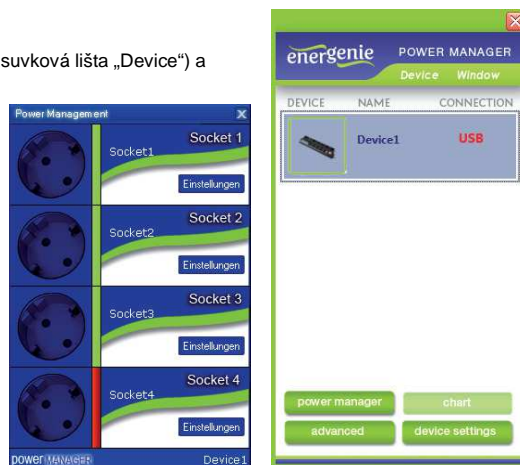 suvková lišta „Device“) a
Power Management X
Socket 1
Socket1
Einstellungen
Socket 2
Socket2
Einstellungen
Socket 3
Socket3
Einstellungen
Socket 4
Socket4
Einstellungen
power MANAGER Device1
energenie POWER MANAGER
Device Window
DEVICE NAME CONNECTION
Device1 USB
power manager chart
advanced device settings